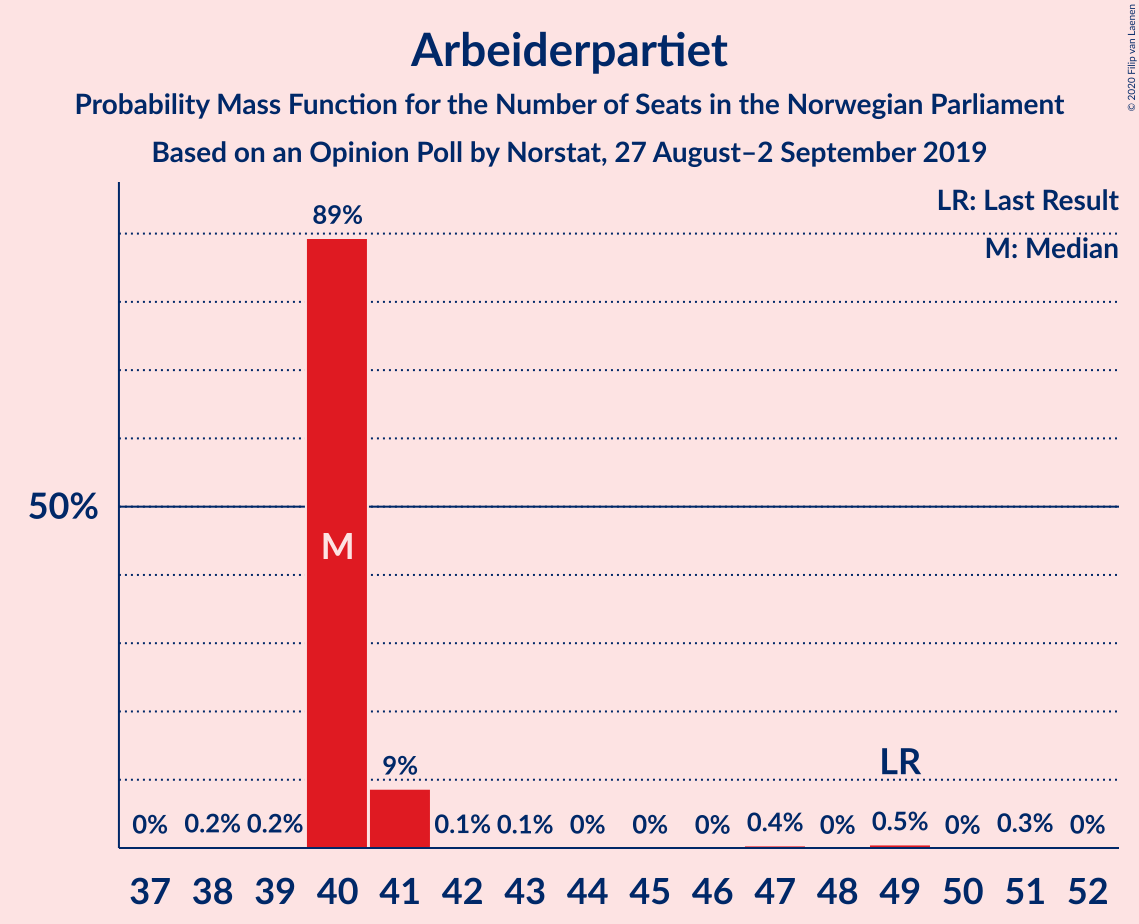 © 2020 Filip van Laenen
Arbeiderpartiet
Probability Mass Function for the Number of Seats in the Norwegian Parliament
Based on an Opinion Poll by Norstat, 27 August–2 September 2019
LR: Last Result
M: Median
89%
50%
M
LR
9%
0% 0.2% 0.2% 0.1% 0.1% 0% 0% 0% 0.4% 0% 0.5% 0% 0.3% 0%
37 38 39 40 41 42 43 44 45 46 47 48 49 50 51 52